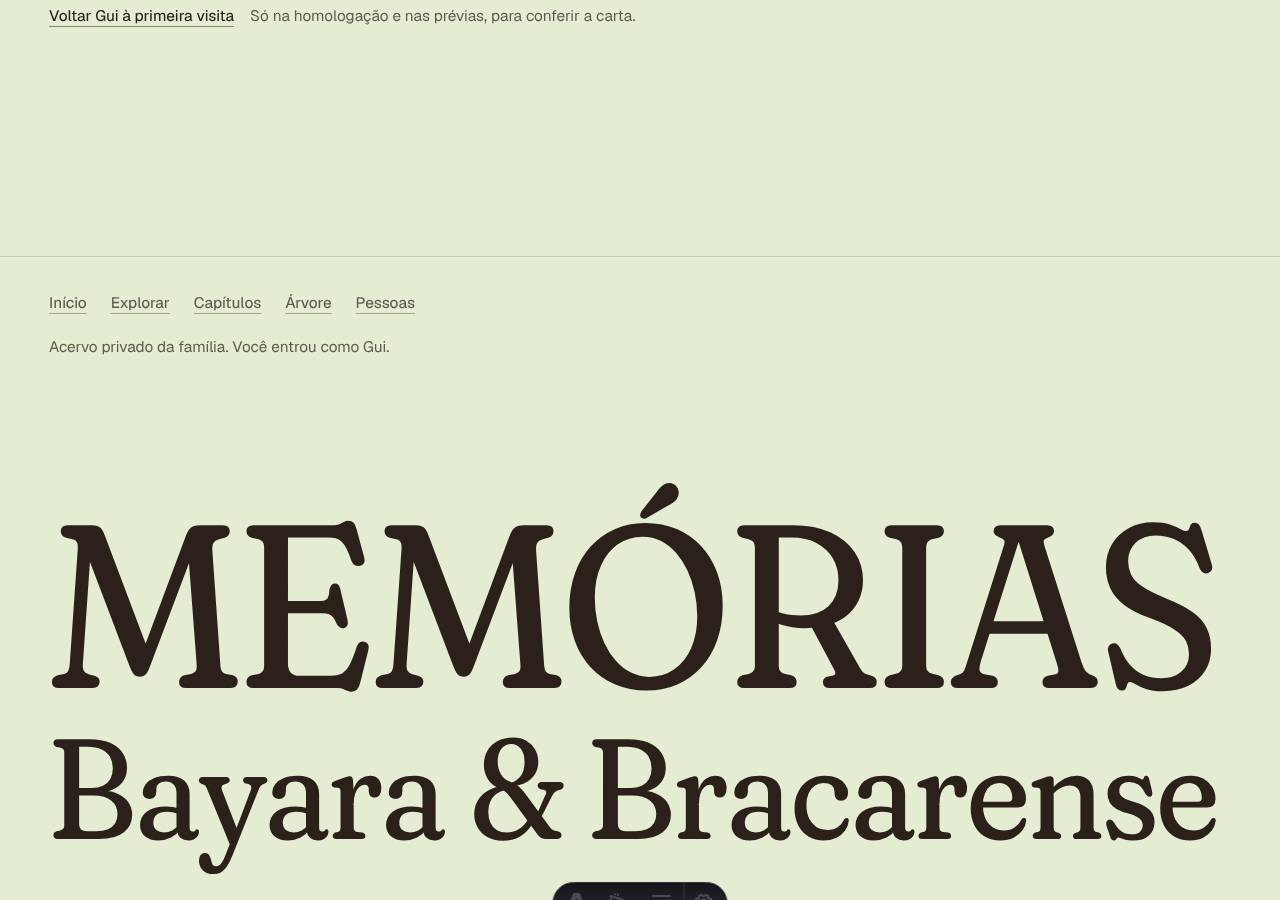 Voltar Gui à primeira visita Só na homologação e nas prévias, para conferir a carta.
Início Explorar Capítulos Árvore Pessoas
Acervo privado da família. Você entrou como Gui.
MEMÓRIAS
Bayara & Bracarense